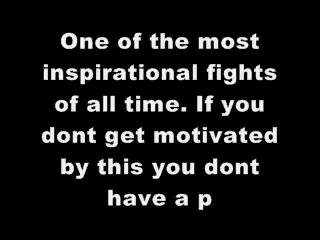 One of the most
inspirational fights
of all time. If you
dont get motivated
by this you dont
have a p